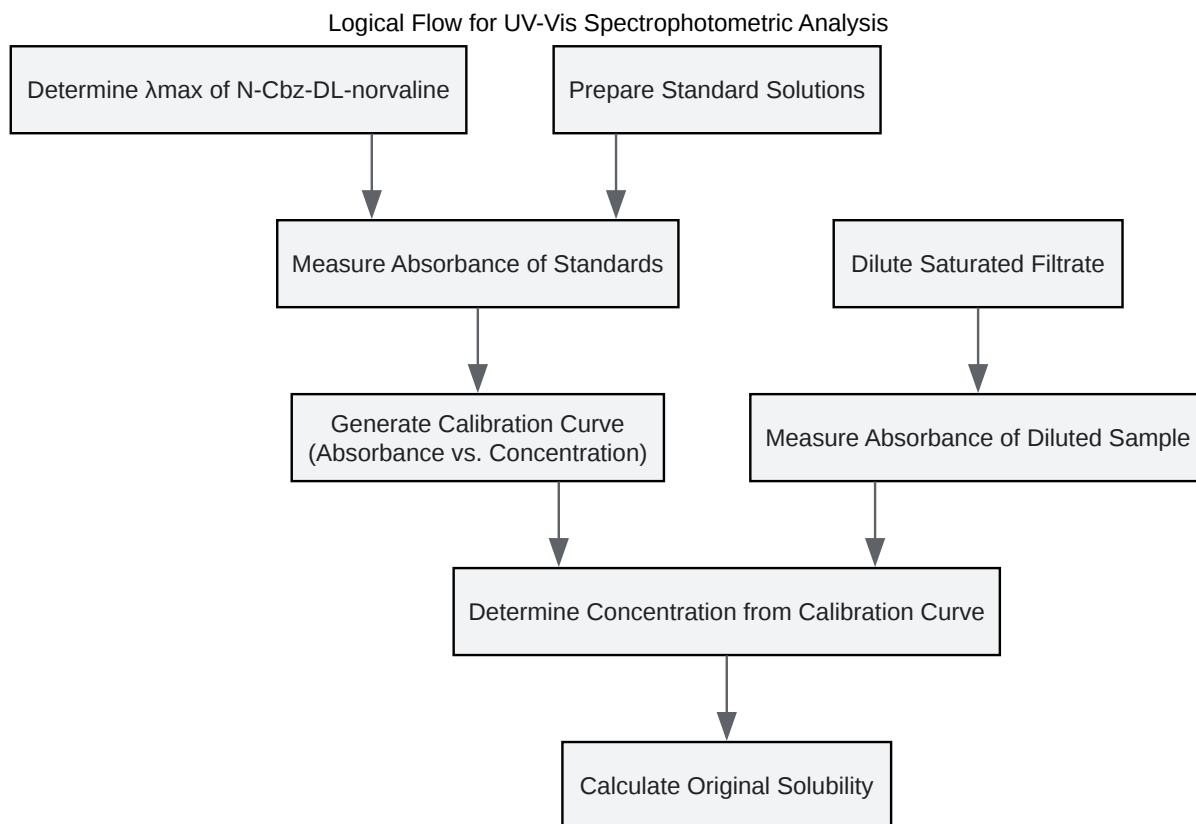 Logical Flow for UV-Vis Spectrophotometric Analysis
Determine λmax of N-Cbz-DL-norvaline
Prepare Standard Solutions
Measure Absorbance of Standards
Dilute Saturated Filtrate
Generate Calibration Curve
(Absorbance vs. Concentration)
Measure Absorbance of Diluted Sample
Determine Concentration from Calibration Curve
Calculate Original Solubility